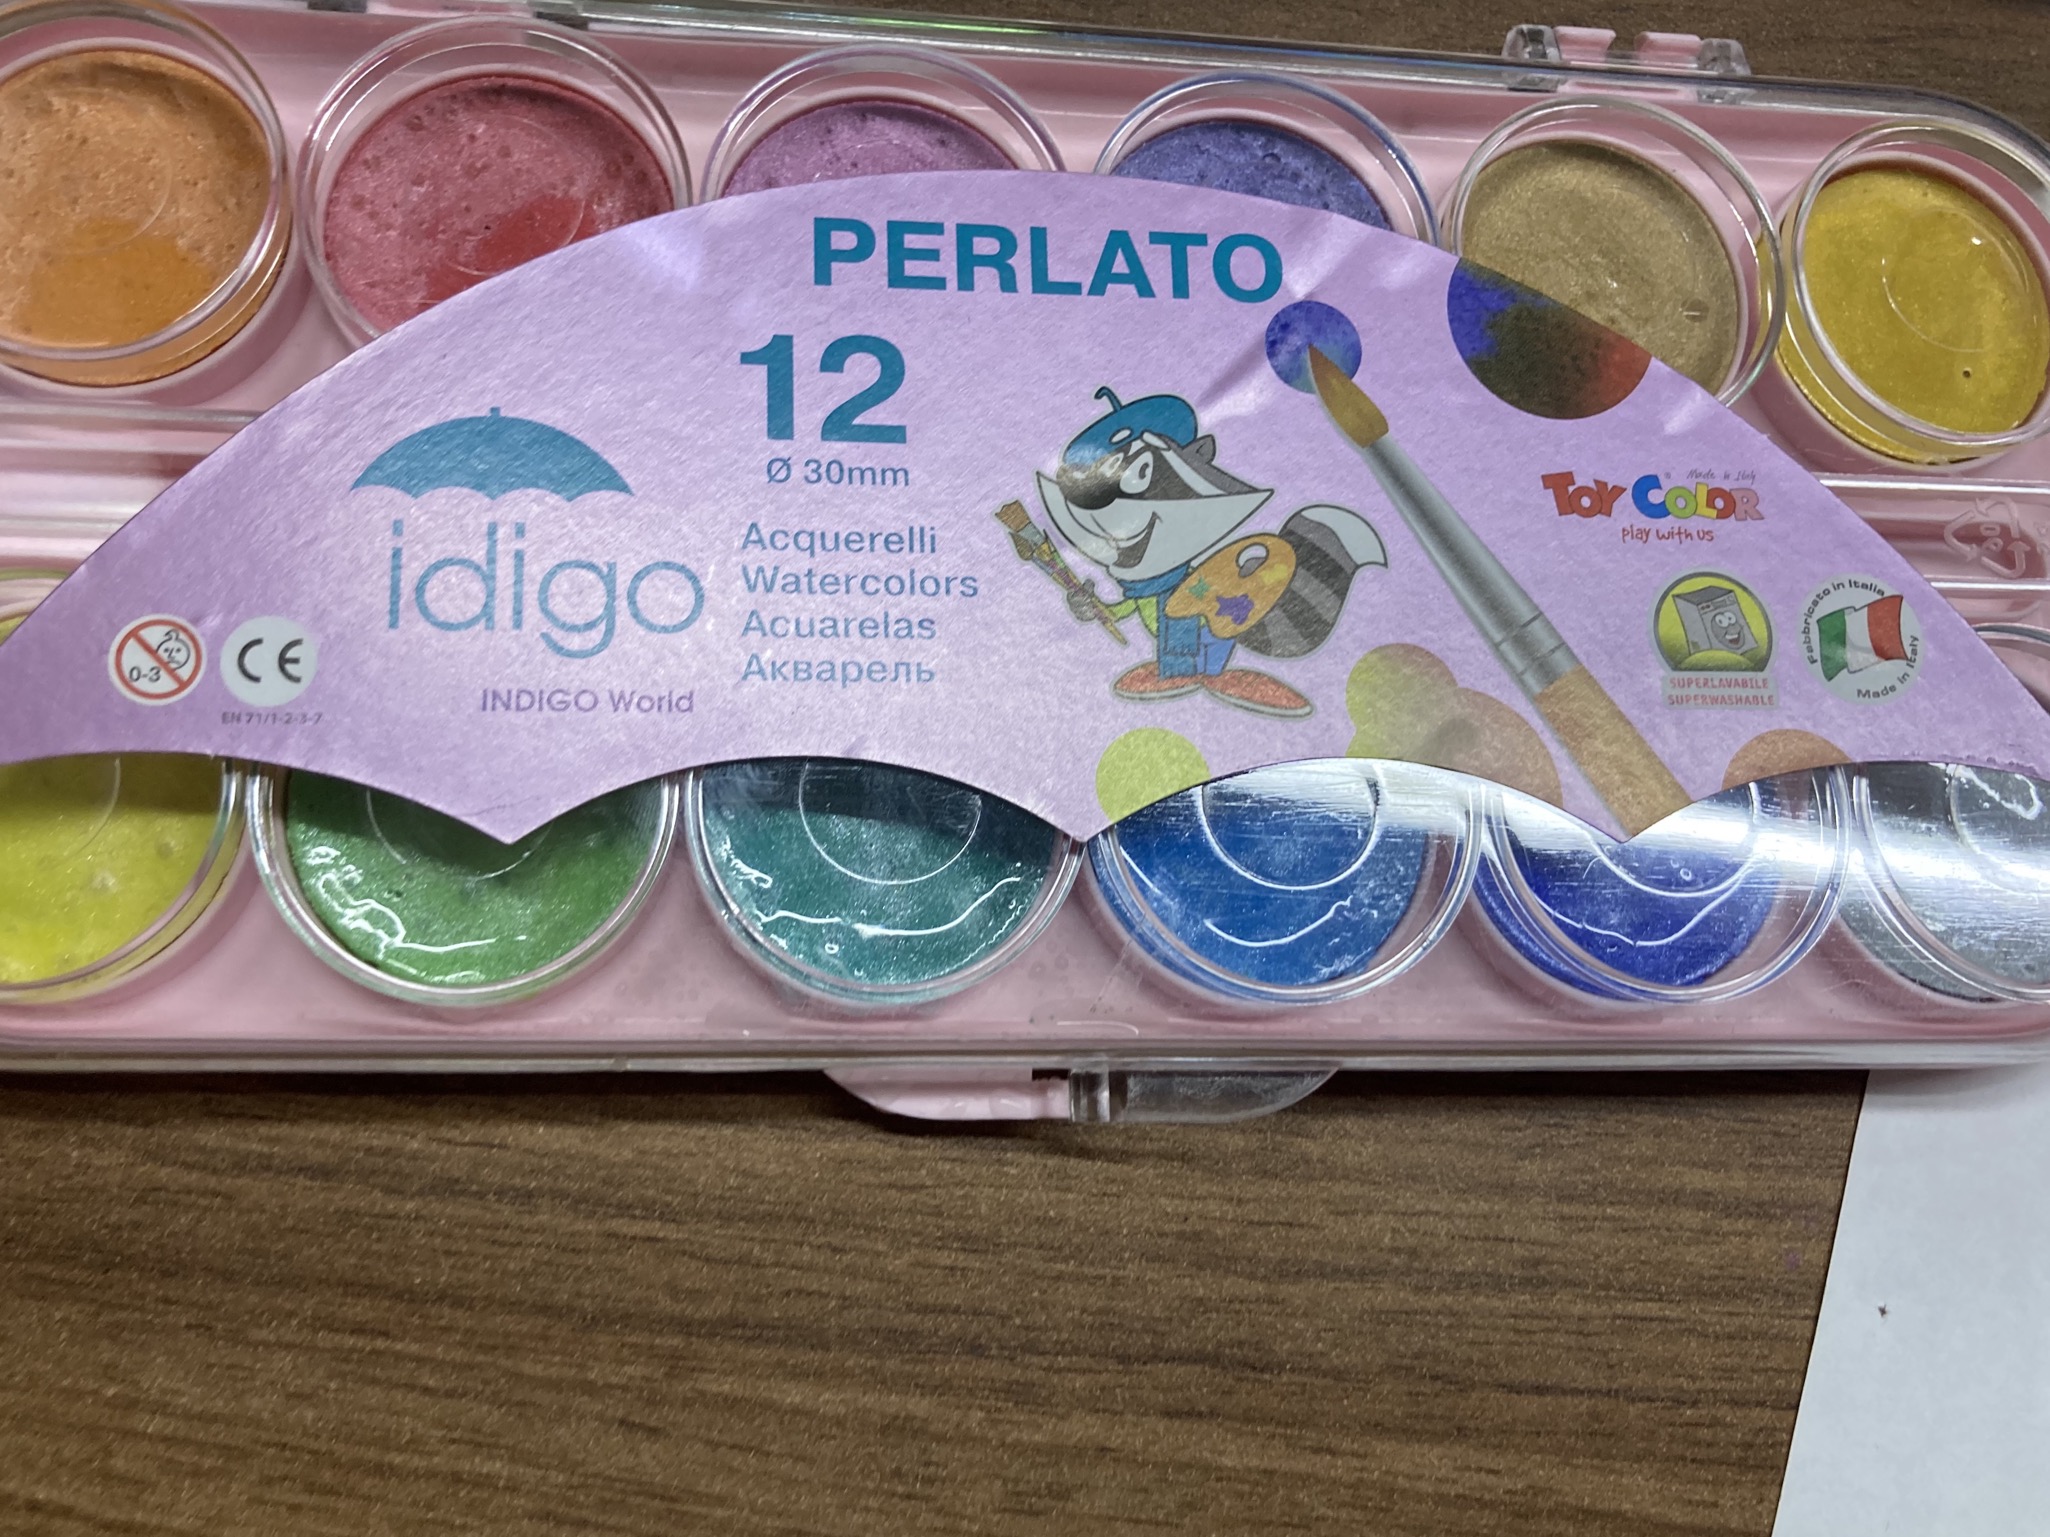 PERLATO
12
Ø 30mm
Acquerelli
Watercolors
Acuarelas
Акварель
idigo
INDIGO World
0-3
CE
EN 71/1-2-3-7
Made in Italy
TOY COLOR
play with us
SUPERLAVABILE
SUPERWASHABLE
Fabbricato in Italia
Made in Italy